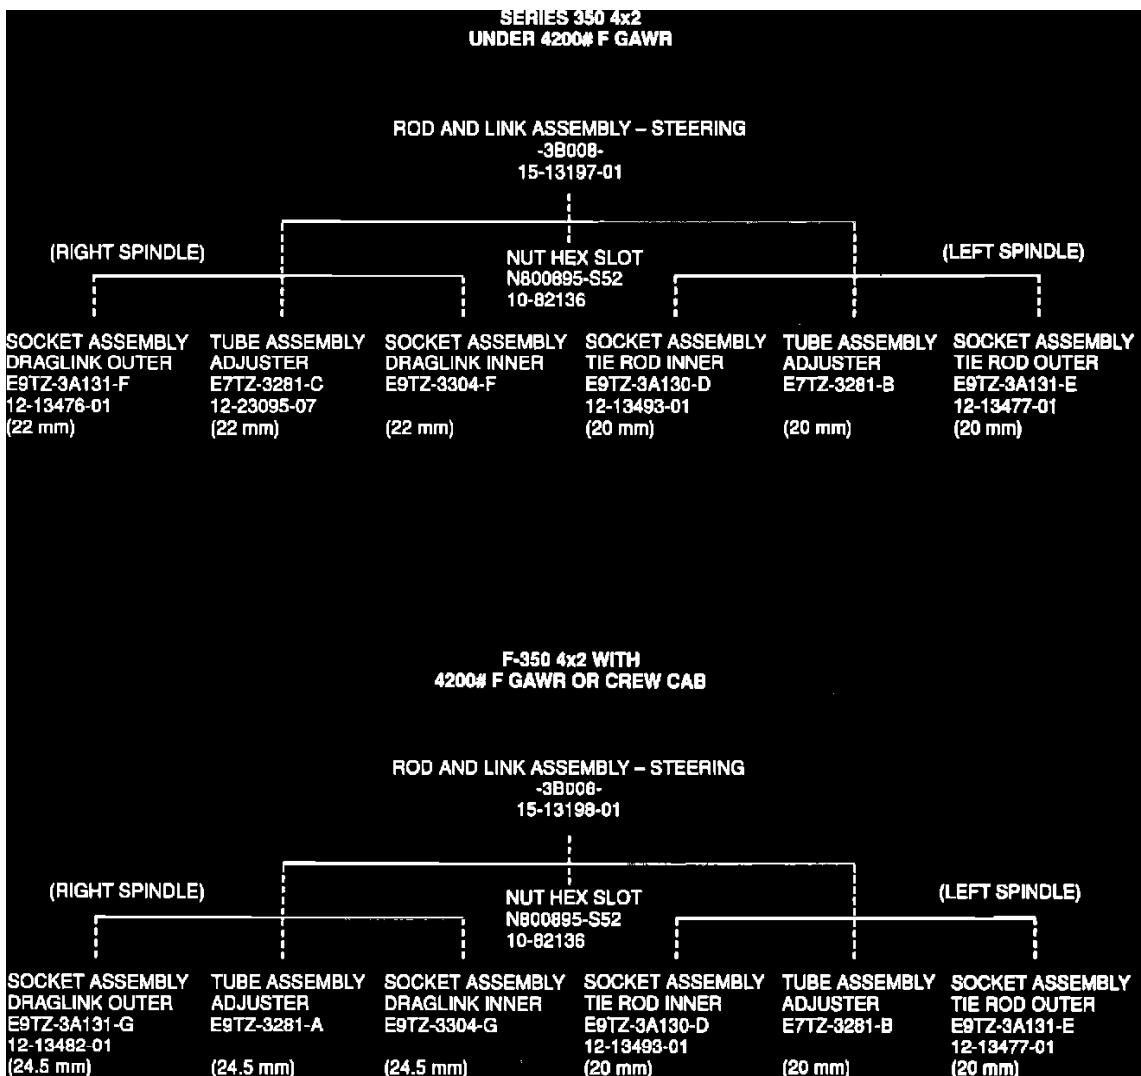 SERIES 350 4x2
UNDER 4200# F GAWR
ROD AND LINK ASSEMBLY – STEERING
-3B008-
15-13197-01
(RIGHT SPINDLE)
(LEFT SPINDLE)
NUT HEX SLOT
N800895-S52
10-82136
SOCKET ASSEMBLY
DRAGLINK OUTER
E9TZ-3A131-F
12-13476-01
(22 mm)
TUBE ASSEMBLY
ADJUSTER
E7TZ-3281-C
12-23095-07
(22 mm)
SOCKET ASSEMBLY
DRAGLINK INNER
E9TZ-3304-F
(22 mm)
SOCKET ASSEMBLY
TIE ROD INNER
E9TZ-3A130-D
12-13493-01
(20 mm)
TUBE ASSEMBLY
ADJUSTER
E7TZ-3281-B
(20 mm)
SOCKET ASSEMBLY
TIE ROD OUTER
E9TZ-3A131-E
12-13477-01
(20 mm)
F-350 4x2 WITH
4200# F GAWR OR CREW CAB
ROD AND LINK ASSEMBLY – STEERING
-3B008-
15-13198-01
(RIGHT SPINDLE)
(LEFT SPINDLE)
NUT HEX SLOT
N800895-S52
10-82136
SOCKET ASSEMBLY
DRAGLINK OUTER
E9TZ-3A131-G
12-13482-01
(24.5 mm)
TUBE ASSEMBLY
ADJUSTER
E9TZ-3281-A
(24.5 mm)
SOCKET ASSEMBLY
DRAGLINK INNER
E9TZ-3304-G
(24.5 mm)
SOCKET ASSEMBLY
TIE ROD INNER
E9TZ-3A130-D
12-13493-01
(20 mm)
TUBE ASSEMBLY
ADJUSTER
E7TZ-3281-B
(20 mm)
SOCKET ASSEMBLY
TIE ROD OUTER
E9TZ-3A131-E
12-13477-01
(20 mm)